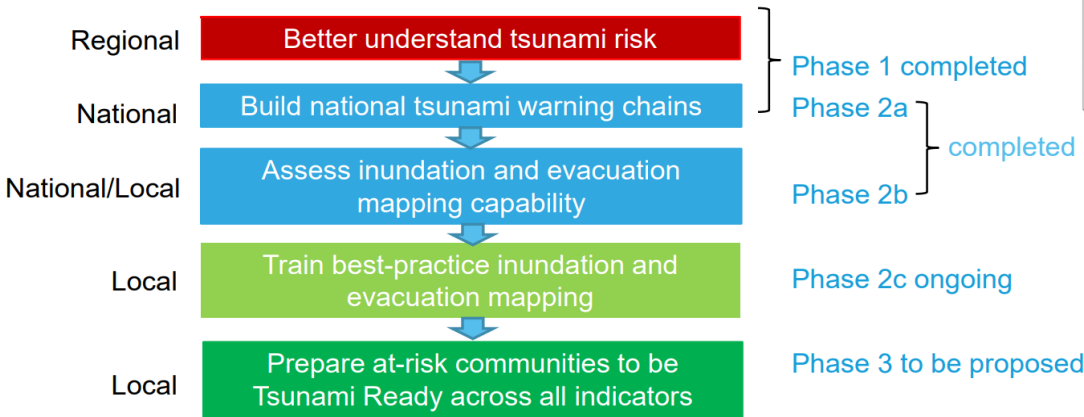 Regional
Better understand tsunami risk
Phase 1 completed
National
Build national tsunami warning chains
Phase 2a
completed
National/Local
Assess inundation and evacuation
mapping capability
Phase 2b
Local
Train best-practice inundation and
evacuation mapping
Phase 2c ongoing
Local
Prepare at-risk communities to be
Tsunami Ready across all indicators
Phase 3 to be proposed